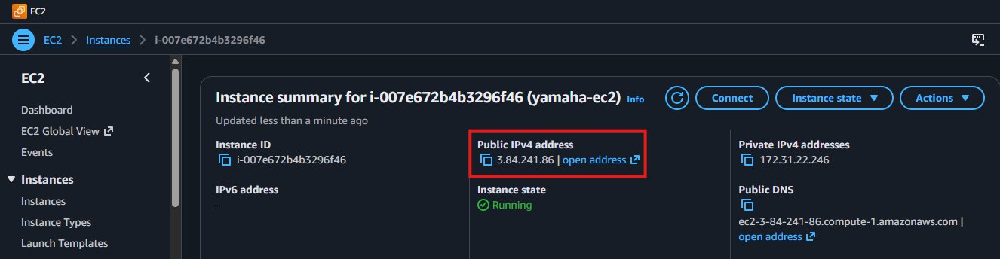 EC2
EC2 > Instances > i-007e672b4b3296f46
EC2
Dashboard
EC2 Global View
Events
Instances
Instances
Instance Types
Launch Templates
Instance summary for i-007e672b4b3296f46 (yamaha-ec2) Info
Connect
Instance state
Actions
Updated less than a minute ago
Instance ID
i-007e672b4b3296f46
Public IPv4 address
3.84.241.86 | open address
Private IPv4 addresses
172.31.22.246
IPv6 address
–
Instance state
Running
Public DNS
ec2-3-84-241-86.compute-1.amazonaws.com |
open address